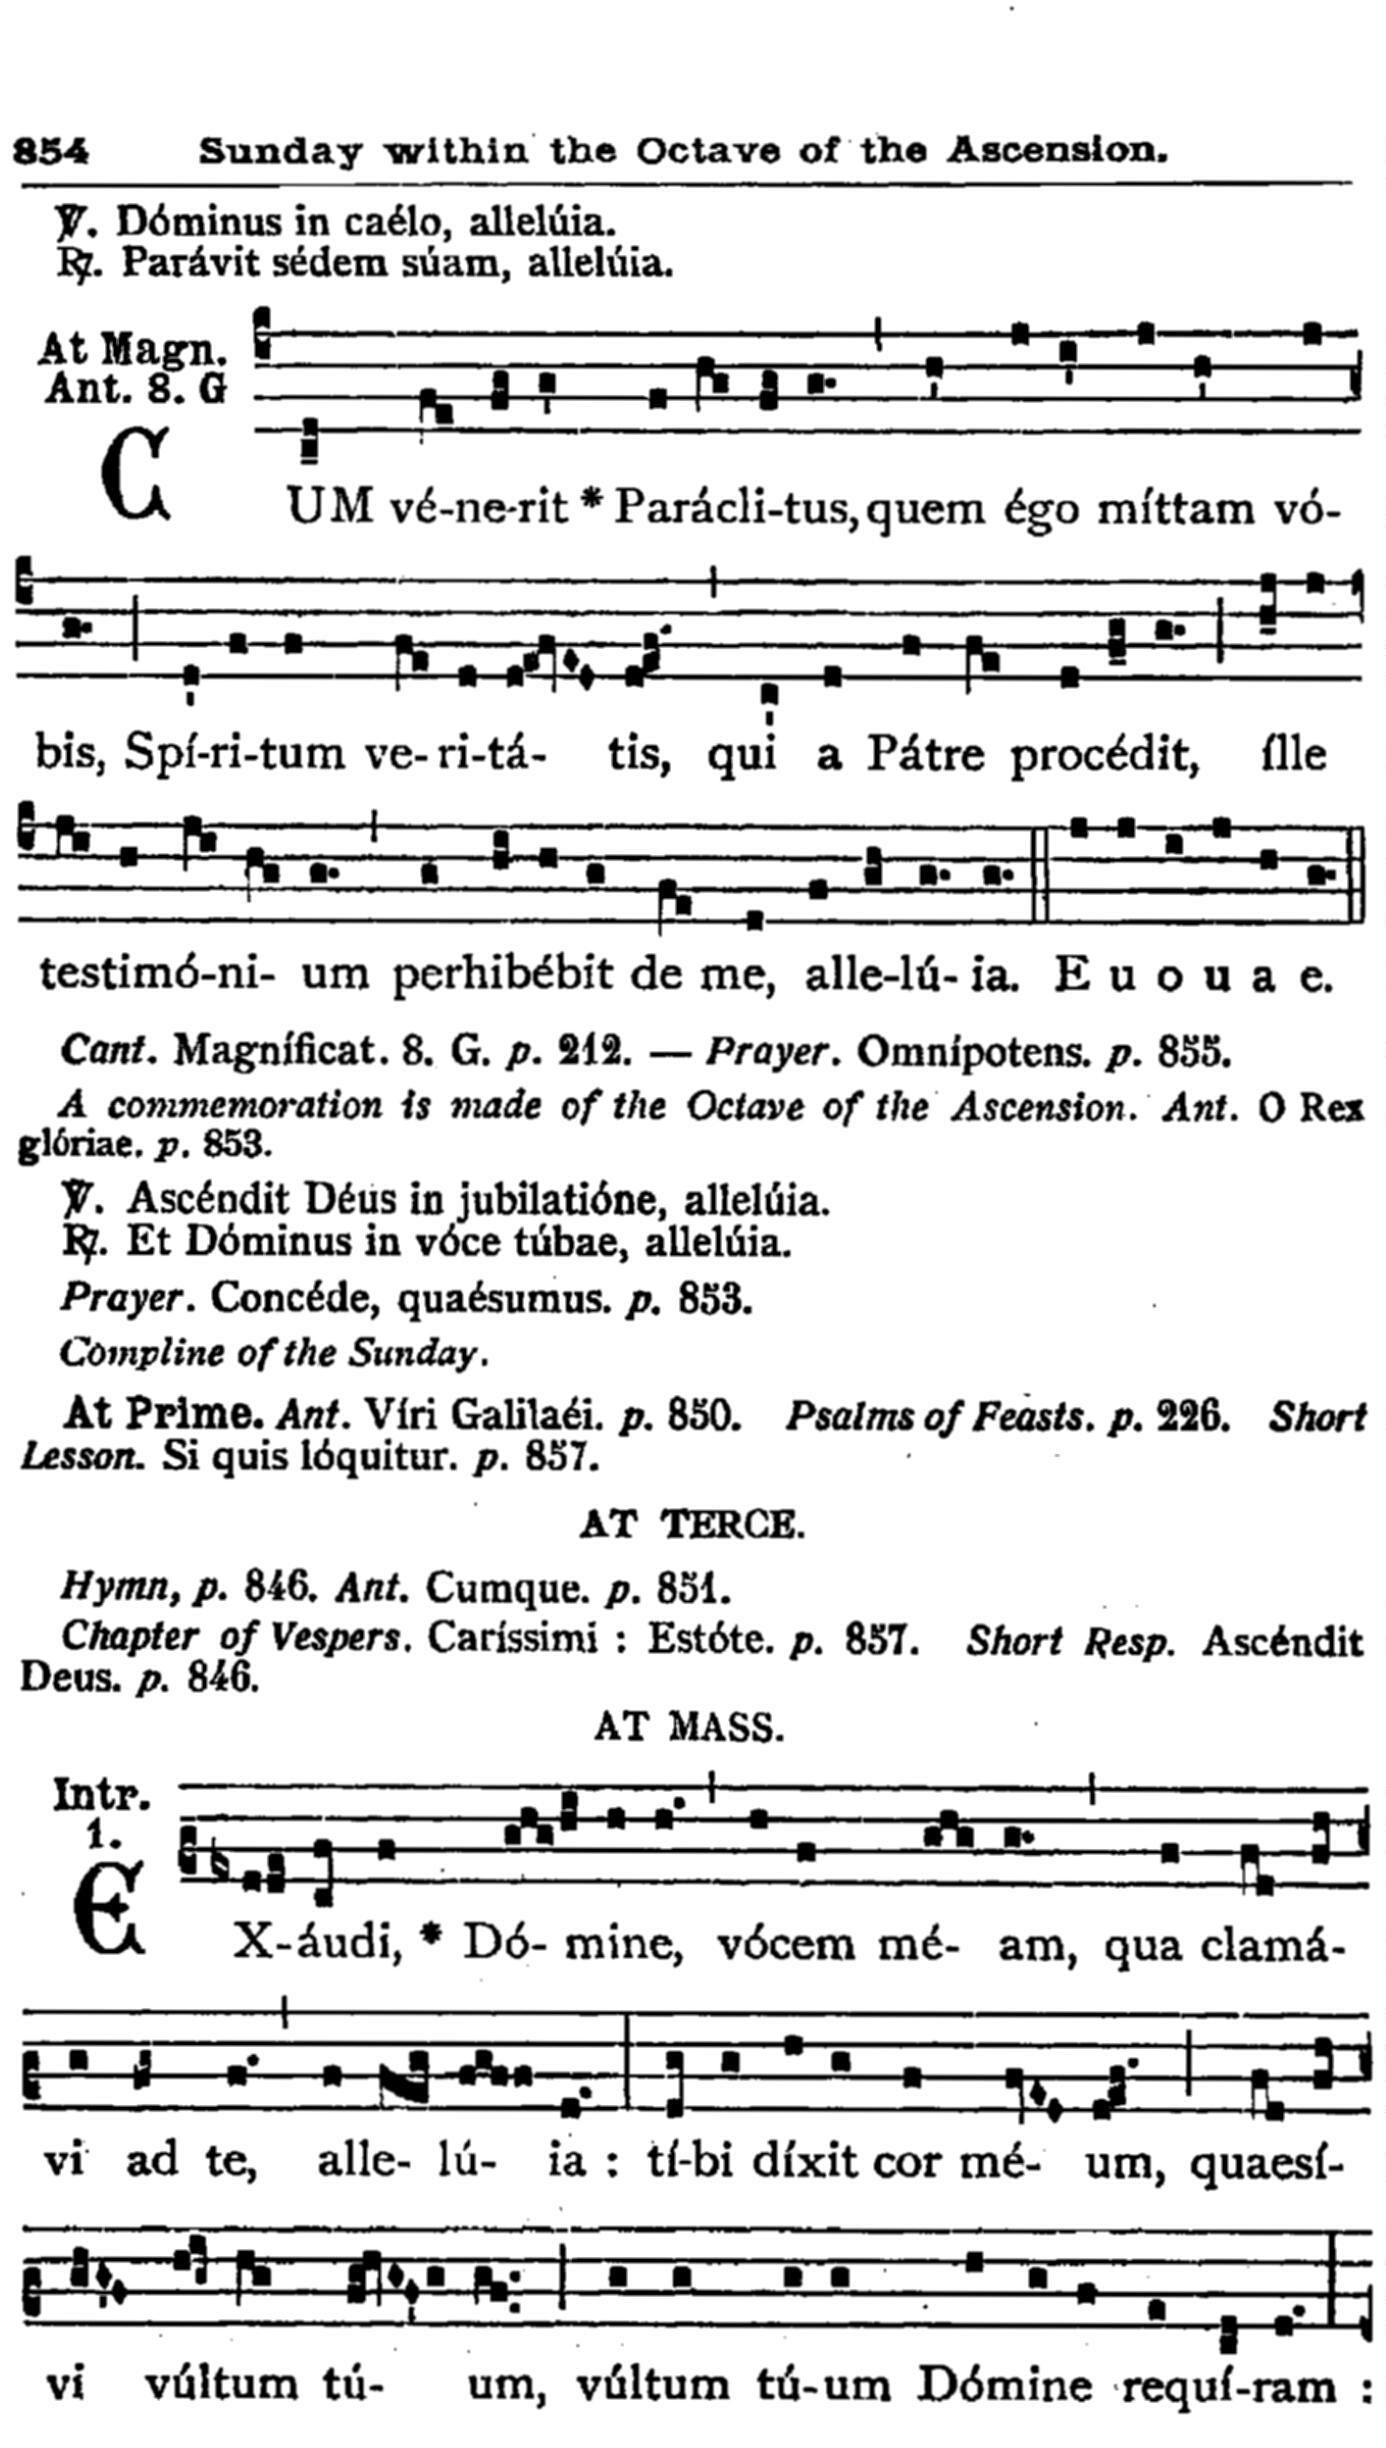 854 Sunday within the Octave of the Ascension.
℣. Dóminus in caélo, allelúia.
℟. Parávit sédem súam, allelúia.
At Magn.
Ant. 8. G
CUM vé-ne-rit * Parácli-tus, quem égo míttam vó-
bis, Spí-ri-tum ve-ri-tá- tis, qui a Pátre procédit, ílle
testimó-ni- um perhibébit de me, alle-lú- ia. E u o u a e.
Cant. Magníficat. 8. G. p. 212. — Prayer. Omnípotens. p. 855.
A commemoration is made of the Octave of the Ascension. Ant. O Rex
glóriae. p. 853.
℣. Ascéndit Déus in jubilatióne, allelúia.
℟. Et Dóminus in vóce túbae, allelúia.
Prayer. Concéde, quaésumus. p. 853.
Compline of the Sunday.
At Prime. Ant. Víri Galilaéi. p. 850. Psalms of Feasts. p. 226. Short
Lesson. Si quis lóquitur. p. 857.
AT TERCE.
Hymn, p. 846. Ant. Cumque. p. 851.
Chapter of Vespers. Caríssimi : Estóte. p. 857. Short Resp. Ascéndit
Deus. p. 846.
AT MASS.
Intr.
1.
EX-áudi, * Dó- mine, vócem mé- am, qua clamá-
vi ad te, alle- lú- ia : tí-bi díxit cor mé- um, quaesí-
vi vúltum tú- um, vúltum tú-um Dómine requí-ram :